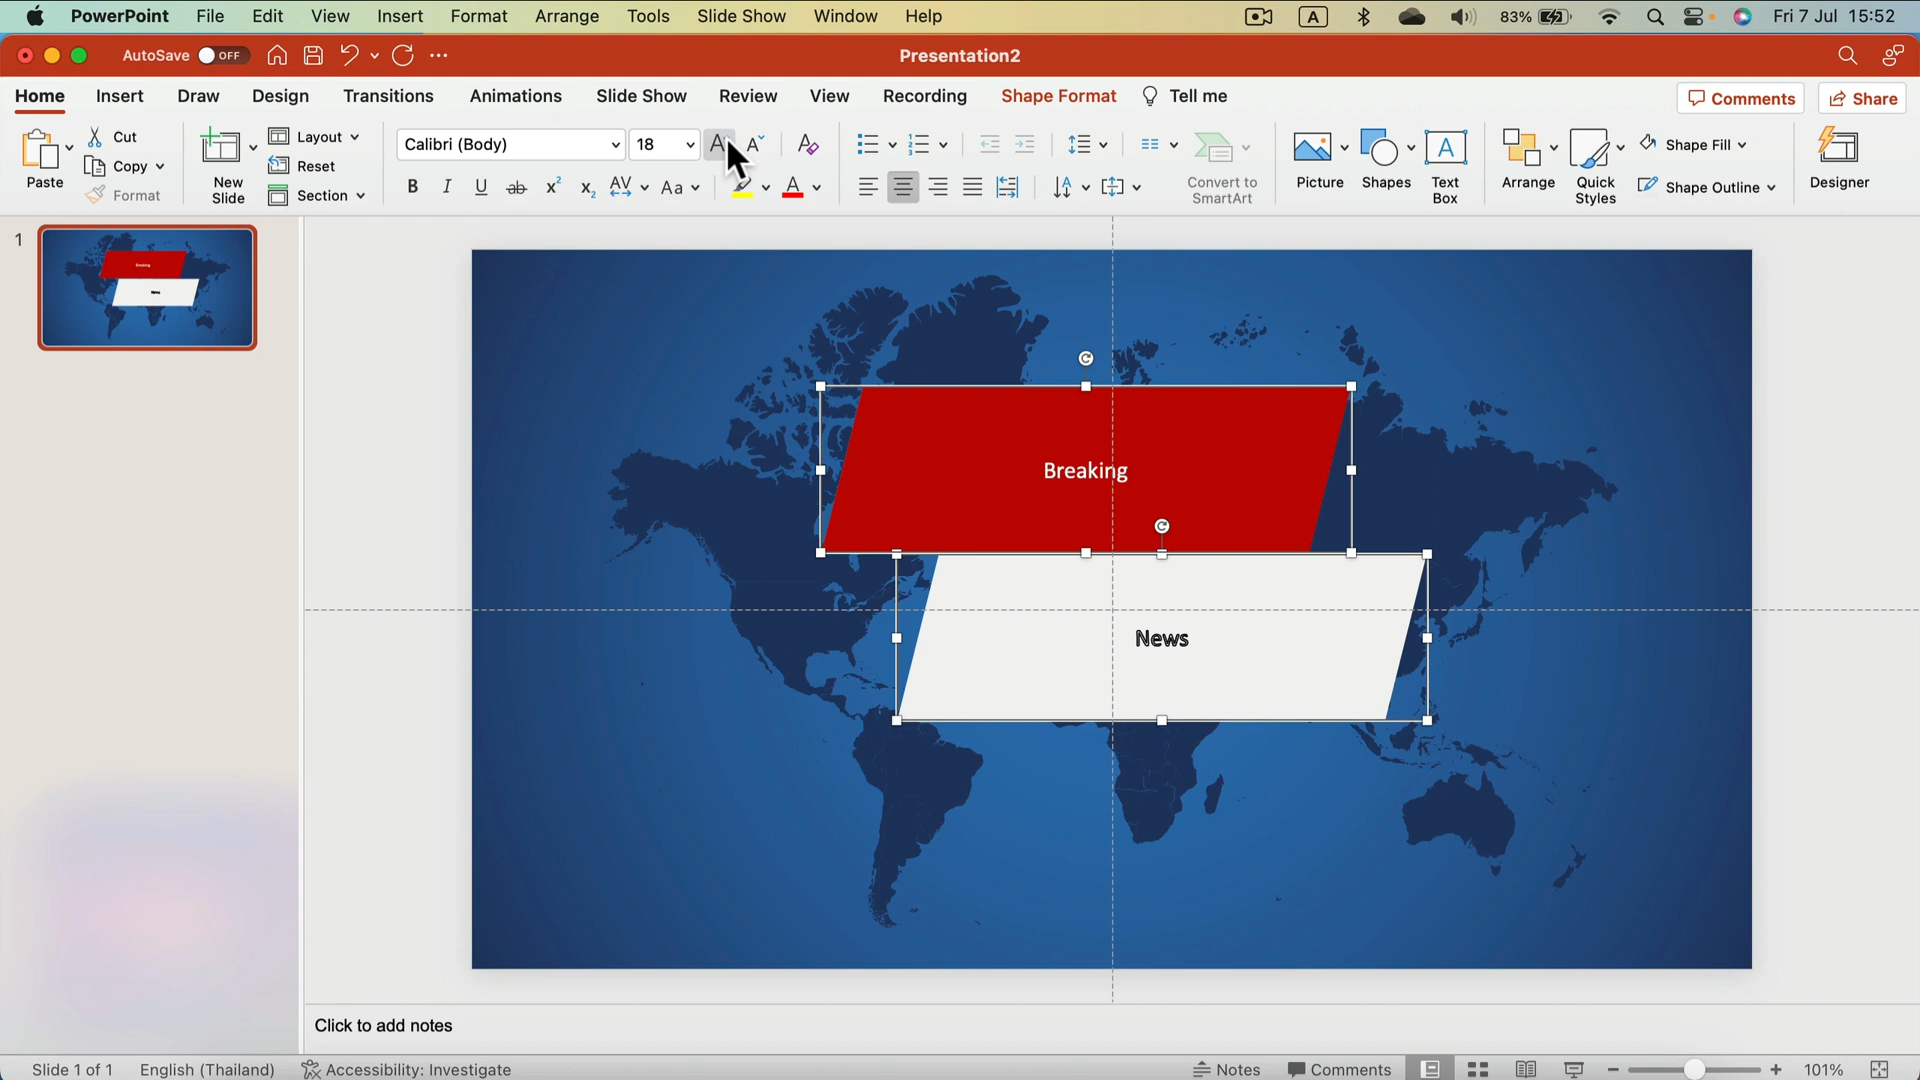 PowerPoint File Edit View Insert Format Arrange Tools Slide Show Window Help A 83% Fri 7 Jul 15:52
AutoSave OFF Presentation2
Home Insert Draw Design Transitions Animations Slide Show Review View Recording Shape Format Tell me Comments Share
Paste Cut Copy Format
New Slide Layout Reset Section
Calibri (Body) 18
Convert to SmartArt
Picture Shapes Text Box Arrange Quick Styles Shape Fill Shape Outline Designer
1
Breaking
News
Click to add notes
Slide 1 of 1 English (Thailand) Accessibility: Investigate Notes Comments 101%